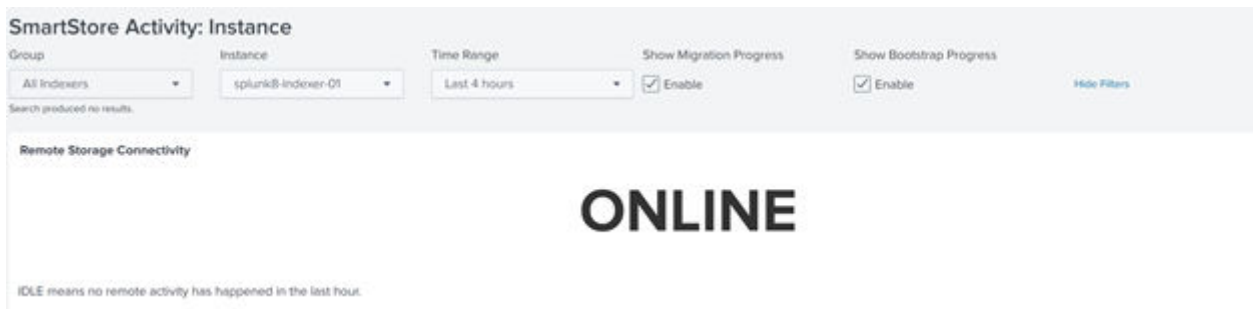 SmartStore Activity: Instance
Group Instance Time Range Show Migration Progress Show Bootstrap Progress
All Indexers splunk8-indexer-01 Last 4 hours Enable Enable Hide Filters
Search produced no results.
Remote Storage Connectivity
ONLINE
IDLE means no remote activity has happened in the last hour.